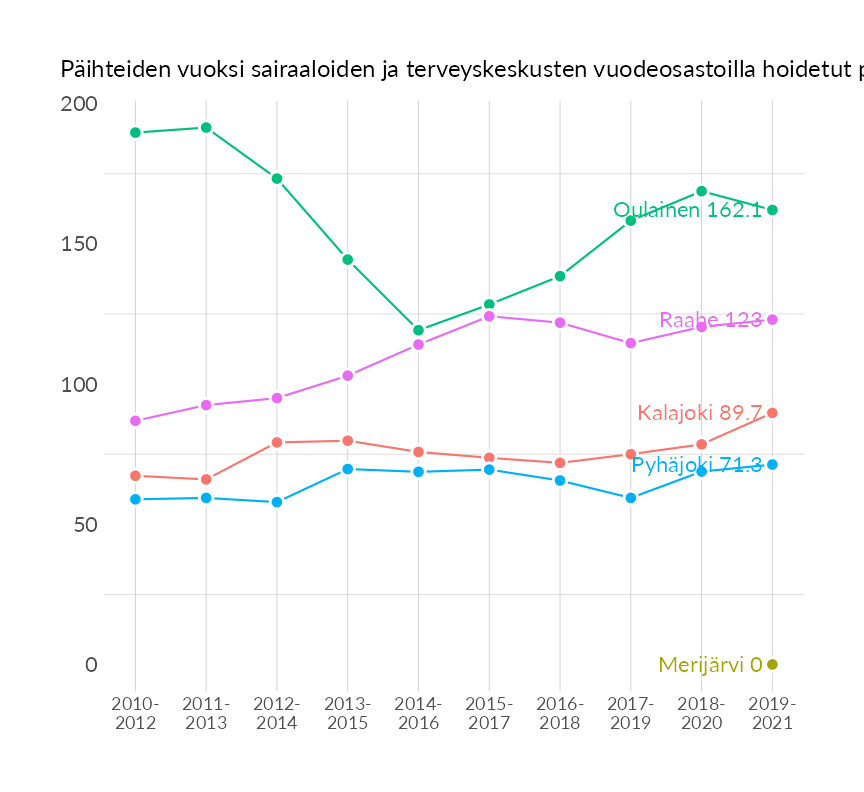 Päihteiden vuoksi sairaaloiden ja terveyskeskusten vuodeosastoilla hoidetut
200
150
100
50
0
Oulainen 162.1
Raahe 123
Kalajoki 89.7
Pyhäjoki 71.3
Merijärvi 0
2010-2012
2011-2013
2012-2014
2013-2015
2014-2016
2015-2017
2016-2018
2017-2019
2018-2020
2019-2021